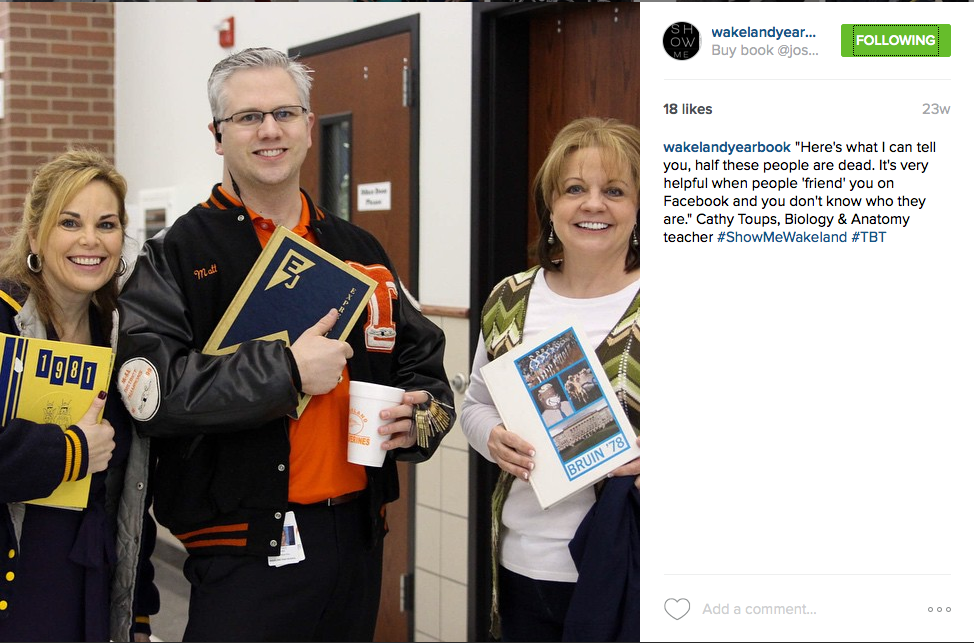 1981
Matt
EJ
EXPRE
BRUIN '78
SHOW ME
wakelandyear...
Buy book @jos...
FOLLOWING
18 likes
23w
wakelandyearbook "Here's what I can tell
you, half these people are dead. It's very
helpful when people 'friend' you on
Facebook and you don't know who they
are." Cathy Toups, Biology & Anatomy
teacher #ShowMeWakeland #TBT
Add a comment...